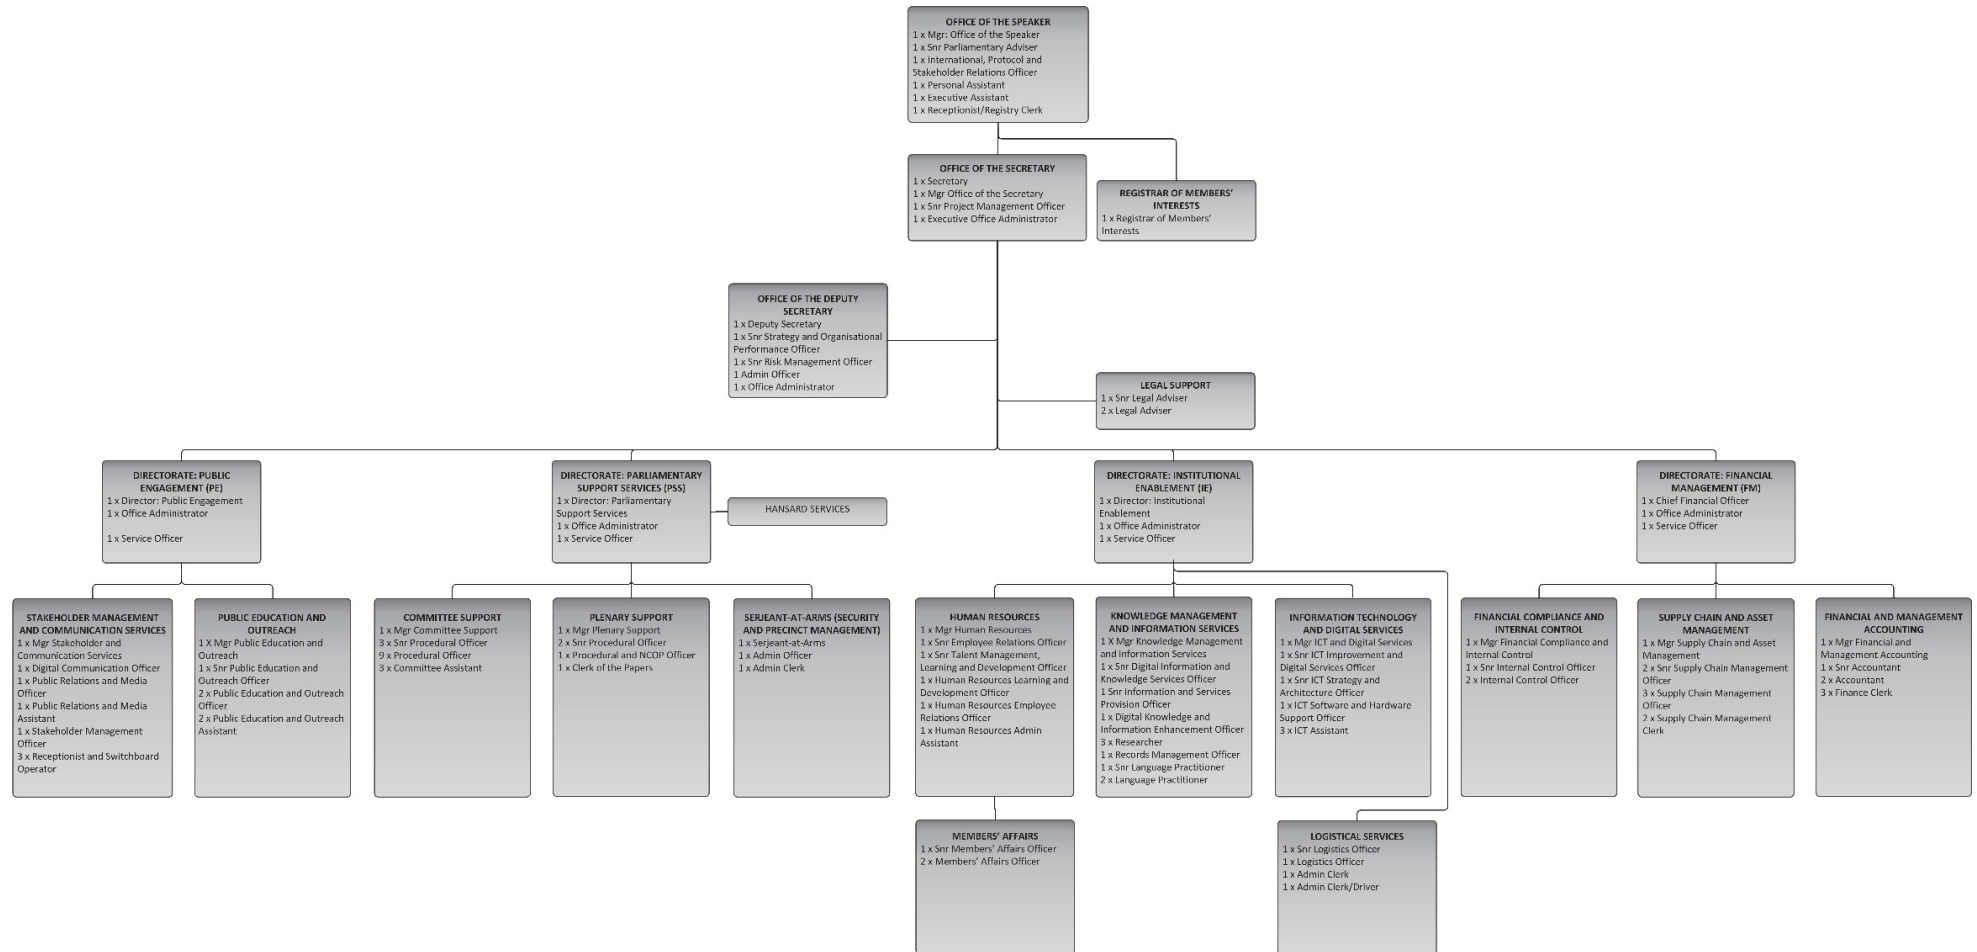 OFFICE OF THE SPEAKER
1 x Mgr: Office of the Speaker
1 x Snr Parliamentary Adviser
1 x International, Protocol and
Stakeholder Relations Officer
1 x Personal Assistant
1 x Executive Assistant
1 x Receptionist/Registry Clerk
OFFICE OF THE SECRETARY
1 x Secretary
1 x Mgr Office of the Secretary
1 x Snr Project Management Officer
1 x Executive Office Administrator
REGISTRAR OF MEMBERS'
INTERESTS
1 x Registrar of Members'
Interests
OFFICE OF THE DEPUTY
SECRETARY
1 x Deputy Secretary
1 x Snr Strategy and Organisational
Performance Officer
1 x Snr Risk Management Officer
1 Admin Officer
1 x Office Administrator
LEGAL SUPPORT
1 x Snr Legal Adviser
2 x Legal Adviser
DIRECTORATE: PUBLIC
ENGAGEMENT (PE)
1 x Director: Public Engagement
1 x Office Administrator
1 x Service Officer
DIRECTORATE: PARLIAMENTARY
SUPPORT SERVICES (PSS)
1 x Director: Parliamentary
Support Services
1 x Office Administrator
1 x Service Officer
HANSARD SERVICES
DIRECTORATE: INSTITUTIONAL
ENABLEMENT (IE)
1 x Director: Institutional
Enablement
1 x Office Administrator
1 x Service Officer
DIRECTORATE: FINANCIAL
MANAGEMENT (FM)
1 x Chief Financial Officer
1 x Office Administrator
1 x Service Officer
STAKEHOLDER MANAGEMENT
AND COMMUNICATION SERVICES
1 x Mgr Stakeholder and
Communication Services
1 x Digital Communication Officer
1 x Public Relations and Media
Officer
1 x Public Relations and Media
Assistant
1 x Stakeholder Management
Officer
3 x Receptionist and Switchboard
Operator
PUBLIC EDUCATION AND
OUTREACH
1 X Mgr Public Education and
Outreach
1 x Snr Public Education and
Outreach Officer
2 x Public Education and Outreach
Officer
2 x Public Education and Outreach
Assistant
COMMITTEE SUPPORT
1 x Mgr Committee Support
3 x Snr Procedural Officer
9 x Procedural Officer
3 x Committee Assistant
PLENARY SUPPORT
1 x Mgr Plenary Support
2 x Snr Procedural Officer
1 x Procedural and NCOP Officer
1 x Clerk of the Papers
SERJEANT-AT-ARMS (SECURITY
AND PRECINCT MANAGEMENT)
1 x Serjeant-at-Arms
1 x Admin Officer
1 x Admin Clerk
HUMAN RESOURCES
1 x Mgr Human Resources
1 x Snr Employee Relations Officer
1 x Snr Talent Management,
Learning and Development Officer
1 x Human Resources Learning and
Development Officer
1 x Human Resources Employee
Relations Officer
1 x Human Resources Admin
Assistant
KNOWLEDGE MANAGEMENT
AND INFORMATION SERVICES
1 X Mgr Knowledge Management
and Information Services
1 x Snr Digital Information and
Knowledge Services Officer
1 Snr Information and Services
Provision Officer
1 x Digital Knowledge and
Information Enhancement Officer
3 x Researcher
1 x Records Management Officer
1 x Snr Language Practitioner
2 x Language Practitioner
INFORMATION TECHNOLOGY
AND DIGITAL SERVICES
1 x Mgr ICT and Digital Services
1 x Snr ICT Improvement and
Digital Services Officer
1 x Snr ICT Strategy and
Architecture Officer
1 x ICT Software and Hardware
Support Officer
3 x ICT Assistant
FINANCIAL COMPLIANCE AND
INTERNAL CONTROL
1 x Mgr Financial Compliance and
Internal Control
1 x Snr Internal Control Officer
2 x Internal Control Officer
SUPPLY CHAIN AND ASSET
MANAGEMENT
1 x Mgr Supply Chain and Asset
Management
2 x Snr Supply Chain Management
Officer
3 x Supply Chain Management
Officer
2 x Supply Chain Management
Clerk
FINANCIAL AND MANAGEMENT
ACCOUNTING
1 x Mgr Financial and
Management Accounting
1 x Snr Accountant
2 x Accountant
3 x Finance Clerk
MEMBERS' AFFAIRS
1 x Snr Members' Affairs Officer
2 x Members' Affairs Officer
LOGISTICAL SERVICES
1 x Snr Logistics Officer
1 x Logistics Officer
1 x Admin Clerk
1 x Admin Clerk/Driver